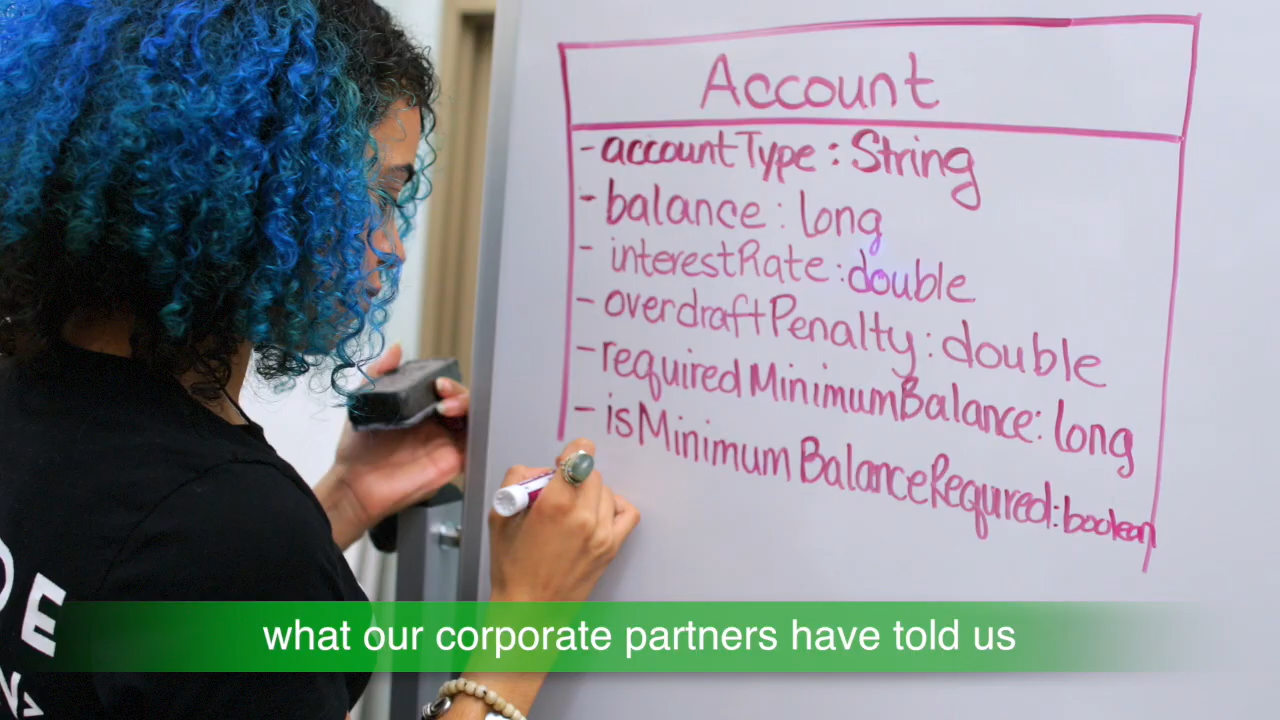 Account
- accountType : String
- balance : long
- interestRate : double
- overdraftPenalty : double
- requiredMinimumBalance : long
- isMinimumBalanceRequred : boolean
what our corporate partners have told us